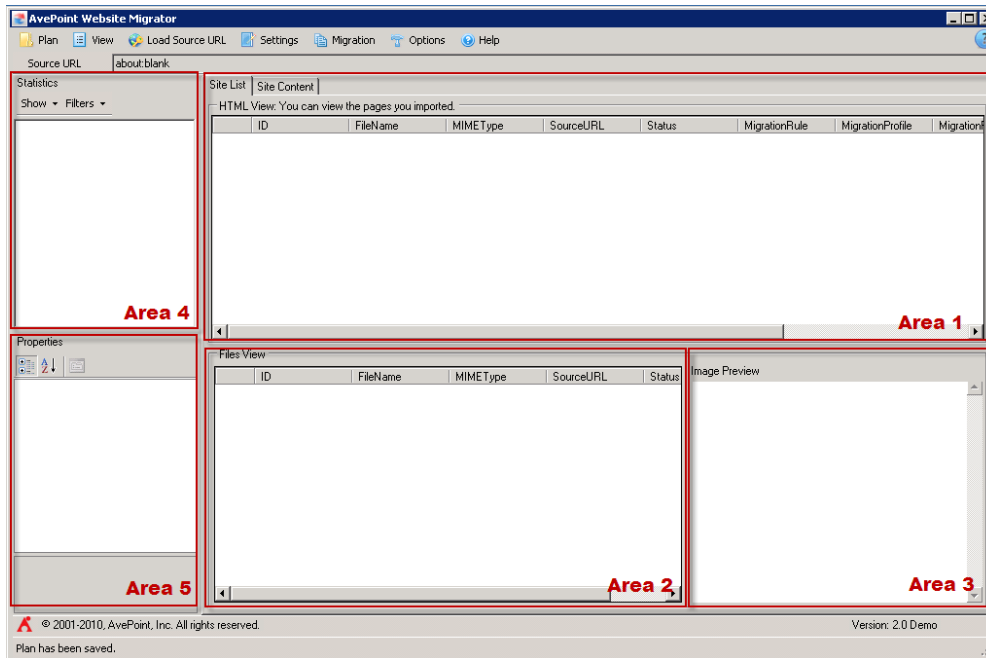 AvePoint Website Migrator
Plan View Load Source URL Settings Migration Options Help
Source URL about:blank
Statistics
Show Filters
Area 4
Site List Site Content
HTML View: You can view the pages you imported.
ID FileName MIMEType SourceURL Status MigrationRule MigrationProfile
Area 1
Properties
Area 5
Files View
ID FileName MIMEType SourceURL Status
Area 2
Image Preview
Area 3
© 2001-2010, AvePoint, Inc. All rights reserved.
Version: 2.0 Demo
Plan has been saved.